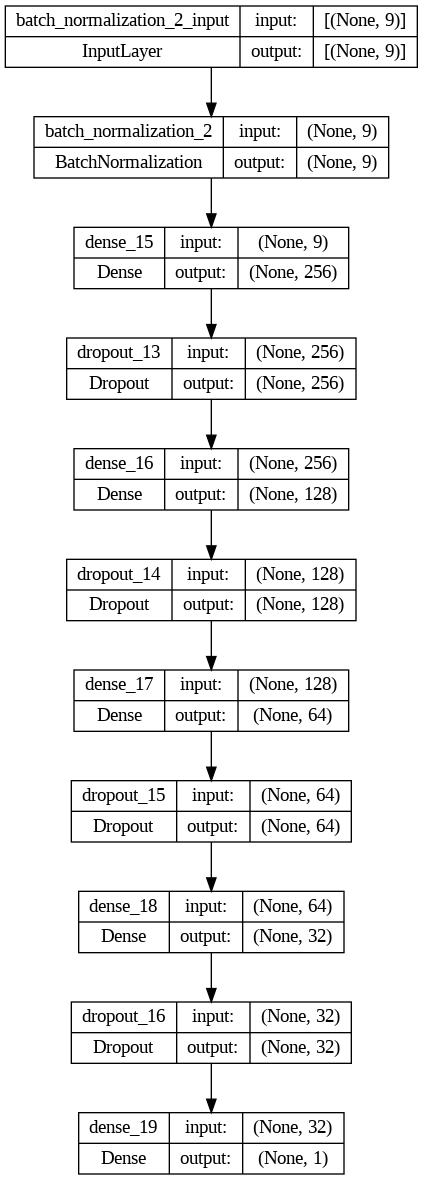 batch_normalization_2_input input: [(None, 9)]
InputLayer output: [(None, 9)]
batch_normalization_2 input: (None, 9)
BatchNormalization output: (None, 9)
dense_15 input: (None, 9)
Dense output: (None, 256)
dropout_13 input: (None, 256)
Dropout output: (None, 256)
dense_16 input: (None, 256)
Dense output: (None, 128)
dropout_14 input: (None, 128)
Dropout output: (None, 128)
dense_17 input: (None, 128)
Dense output: (None, 64)
dropout_15 input: (None, 64)
Dropout output: (None, 64)
dense_18 input: (None, 64)
Dense output: (None, 32)
dropout_16 input: (None, 32)
Dropout output: (None, 32)
dense_19 input: (None, 32)
Dense output: (None, 1)